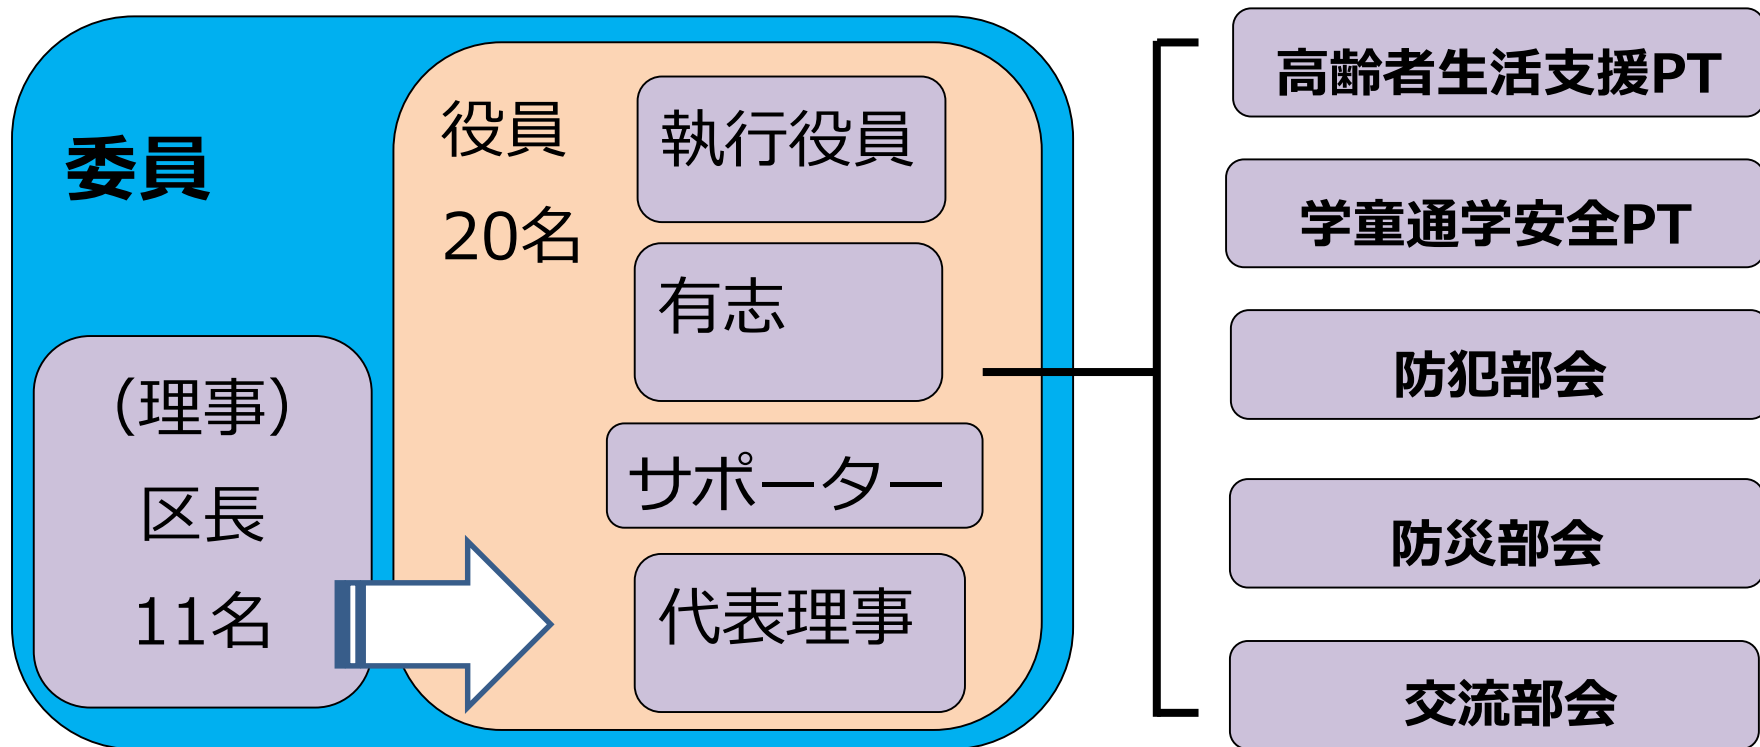 委員
（理事）
区長
11名
役員
20名
執行役員
有志
サポーター
代表理事
高齢者生活支援PT
学童通学安全PT
防犯部会
防災部会
交流部会